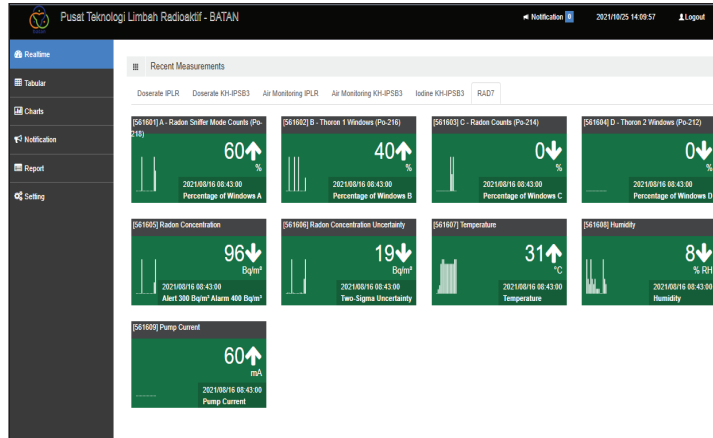 Pusat Teknologi Limbah Radioaktif - BATAN
Notification 0 2021/10/25 14:09:57 Logout
Realtime
Tabular
Charts
Notification
Report
Setting
Recent Measurements
Doserate IPLR Doserate KH-IPSB3 Air Monitoring IPLR Air Monitoring KH-IPSB3 Iodine KH-IPSB3 RAD7
[561601] A - Radon Sniffer Mode Counts (Po-
218)
60
%
2021/08/16 08:43:00
Percentage of Windows A
[561602] B - Thoron 1 Windows (Po-216)
40
%
2021/08/16 08:43:00
Percentage of Windows B
[561603] C - Radon Counts (Po-214)
0
%
2021/08/16 08:43:00
Percentage of Windows C
[561604] D - Thoron 2 Windows (Po-212)
0
%
2021/08/16 08:43:00
Percentage of Windows D
[561605] Radon Concentration
96
Bq/m³
2021/08/16 08:43:00
Alert 300 Bq/m³ Alarm 400 Bq/m³
[561606] Radon Concentration Uncertainty
19
Bq/m³
2021/08/16 08:43:00
Two-Sigma Uncertainty
[561607] Temperature
31
°C
2021/08/16 08:43:00
Temperature
[561608] Humidity
8
% RH
2021/08/16 08:43:00
Humidity
[561609] Pump Current
60
mA
2021/08/16 08:43:00
Pump Current